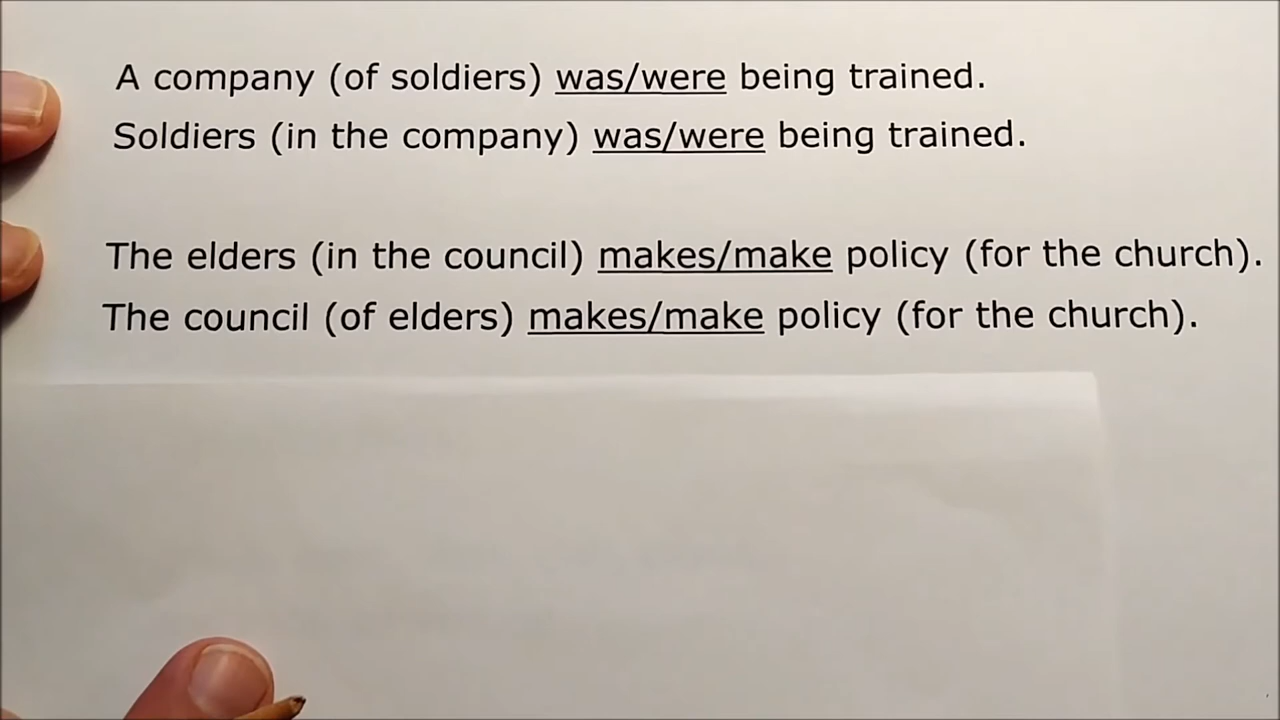 A company (of soldiers) was/were being trained.
Soldiers (in the company) was/were being trained.
The elders (in the council) makes/make policy (for the church).
The council (of elders) makes/make policy (for the church).